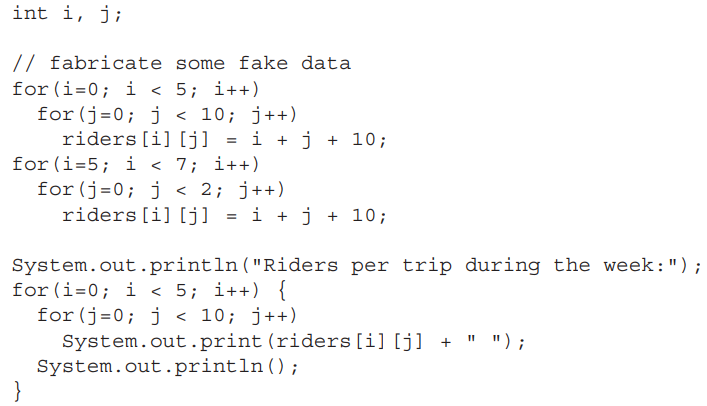 int i, j;

// fabricate some fake data
for(i=0; i < 5; i++)
  for(j=0; j < 10; j++)
    riders[i][j] = i + j + 10;
for(i=5; i < 7; i++)
  for(j=0; j < 2; j++)
    riders[i][j] = i + j + 10;

System.out.println("Riders per trip during the week:");
for(i=0; i < 5; i++) {
  for(j=0; j < 10; j++)
    System.out.print(riders[i][j] + " ");
  System.out.println();
}